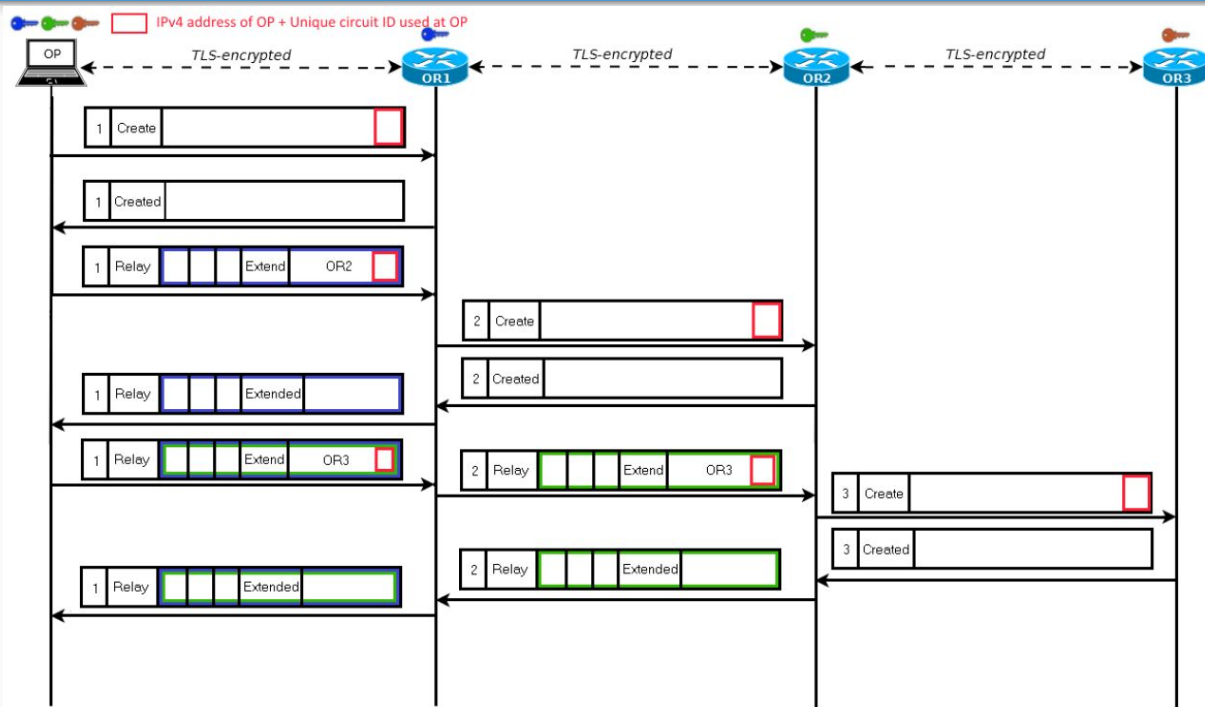 IPv4 address of OP + Unique circuit ID used at OP
OP
TLS-encrypted
OR1
TLS-encrypted
OR2
TLS-encrypted
OR3
1 Create
1 Created
1 Relay Extend OR2
2 Create
2 Created
1 Relay Extended
1 Relay Extend OR3
2 Relay Extend OR3
3 Create
3 Created
2 Relay Extended
1 Relay Extended